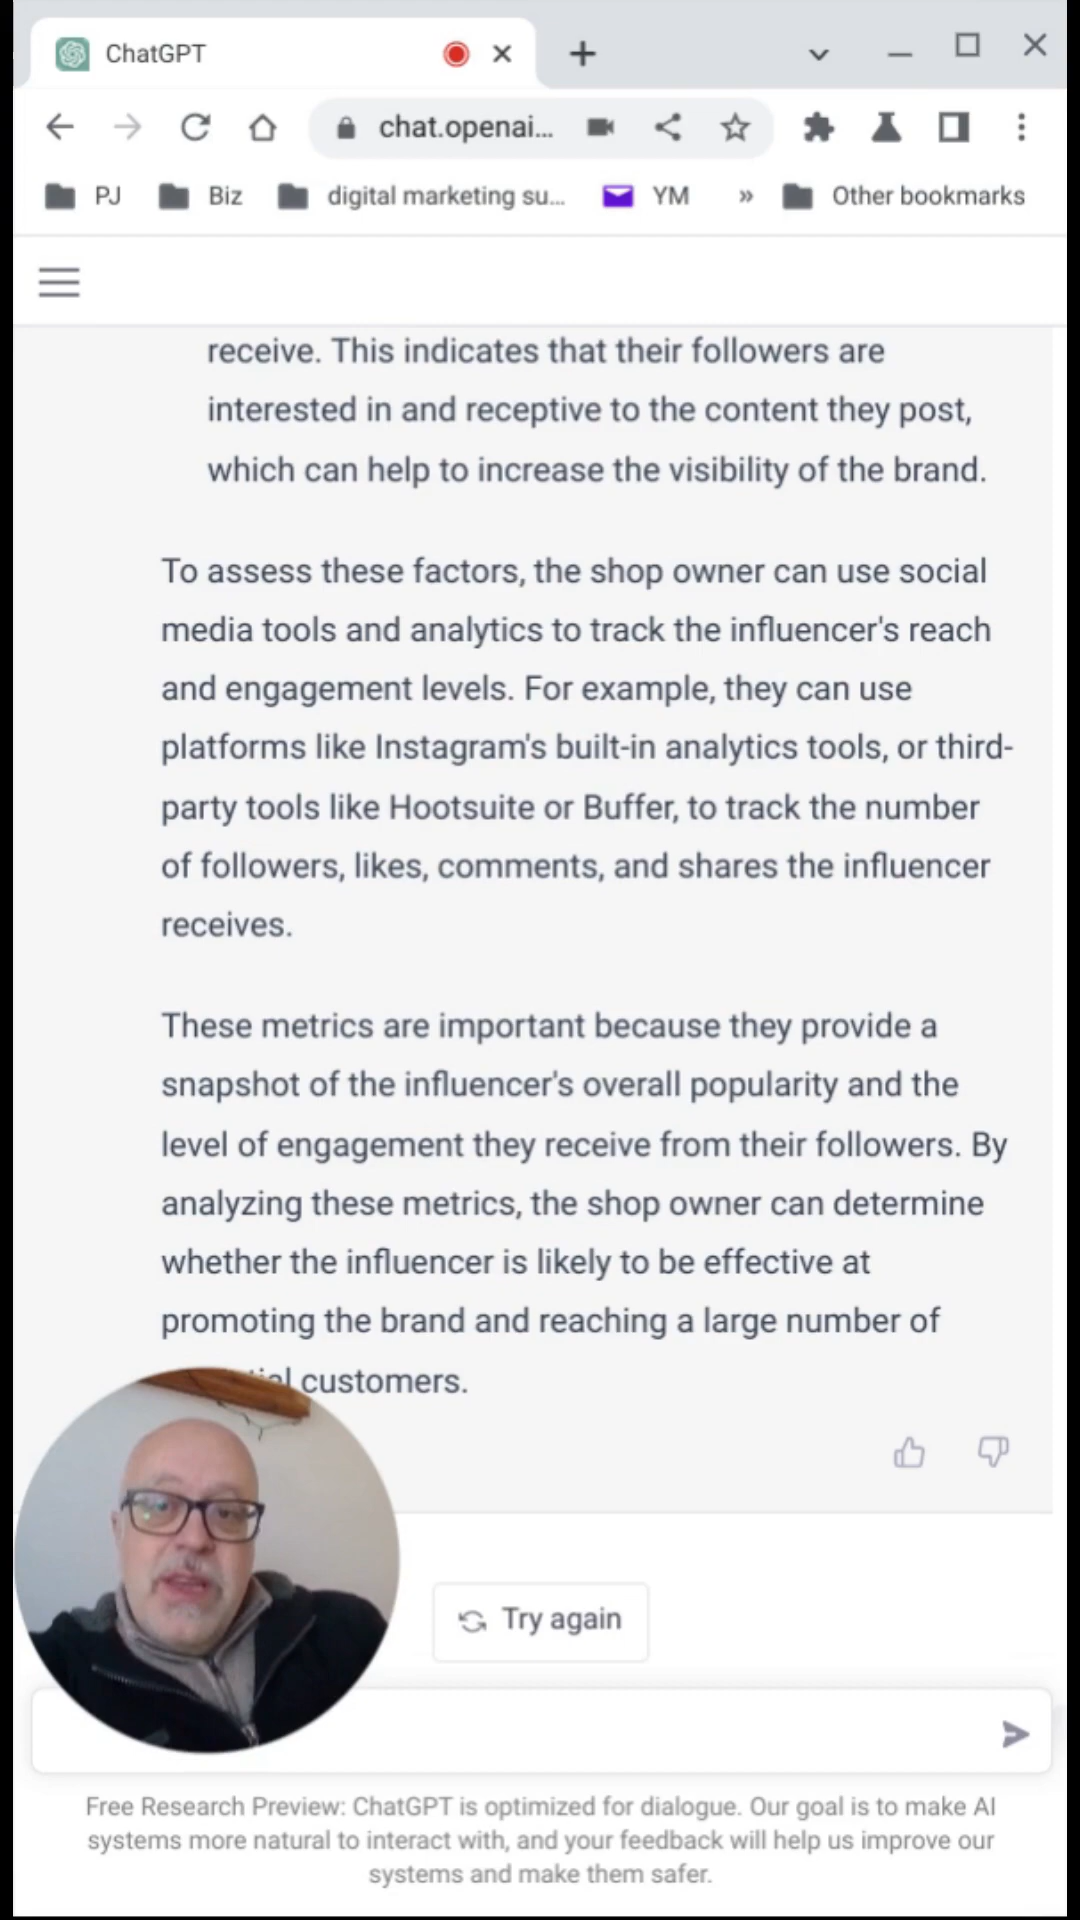 ChatGPT
chat.openai...
PJ
Biz
digital marketing su...
YM
»
Other bookmarks
receive. This indicates that their followers are
interested in and receptive to the content they post,
which can help to increase the visibility of the brand.
To assess these factors, the shop owner can use social
media tools and analytics to track the influencer's reach
and engagement levels. For example, they can use
platforms like Instagram's built-in analytics tools, or third-
party tools like Hootsuite or Buffer, to track the number
of followers, likes, comments, and shares the influencer
receives.
These metrics are important because they provide a
snapshot of the influencer's overall popularity and the
level of engagement they receive from their followers. By
analyzing these metrics, the shop owner can determine
whether the influencer is likely to be effective at
promoting the brand and reaching a large number of
customers.
Try again
Free Research Preview: ChatGPT is optimized for dialogue. Our goal is to make AI
systems more natural to interact with, and your feedback will help us improve our
systems and make them safer.